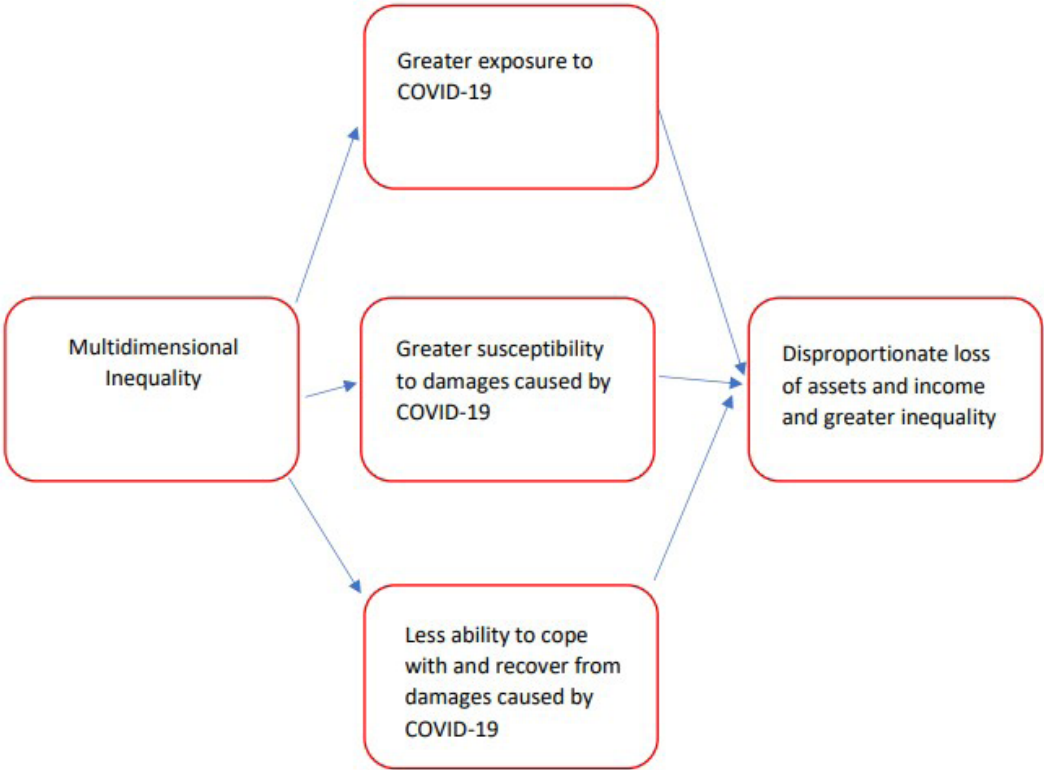 Greater exposure to
COVID-19
Multidimensional
Inequality
Greater susceptibility
to damages caused by
COVID-19
Disproportionate loss
of assets and income
and greater inequality
Less ability to cope
with and recover from
damages caused by
COVID-19